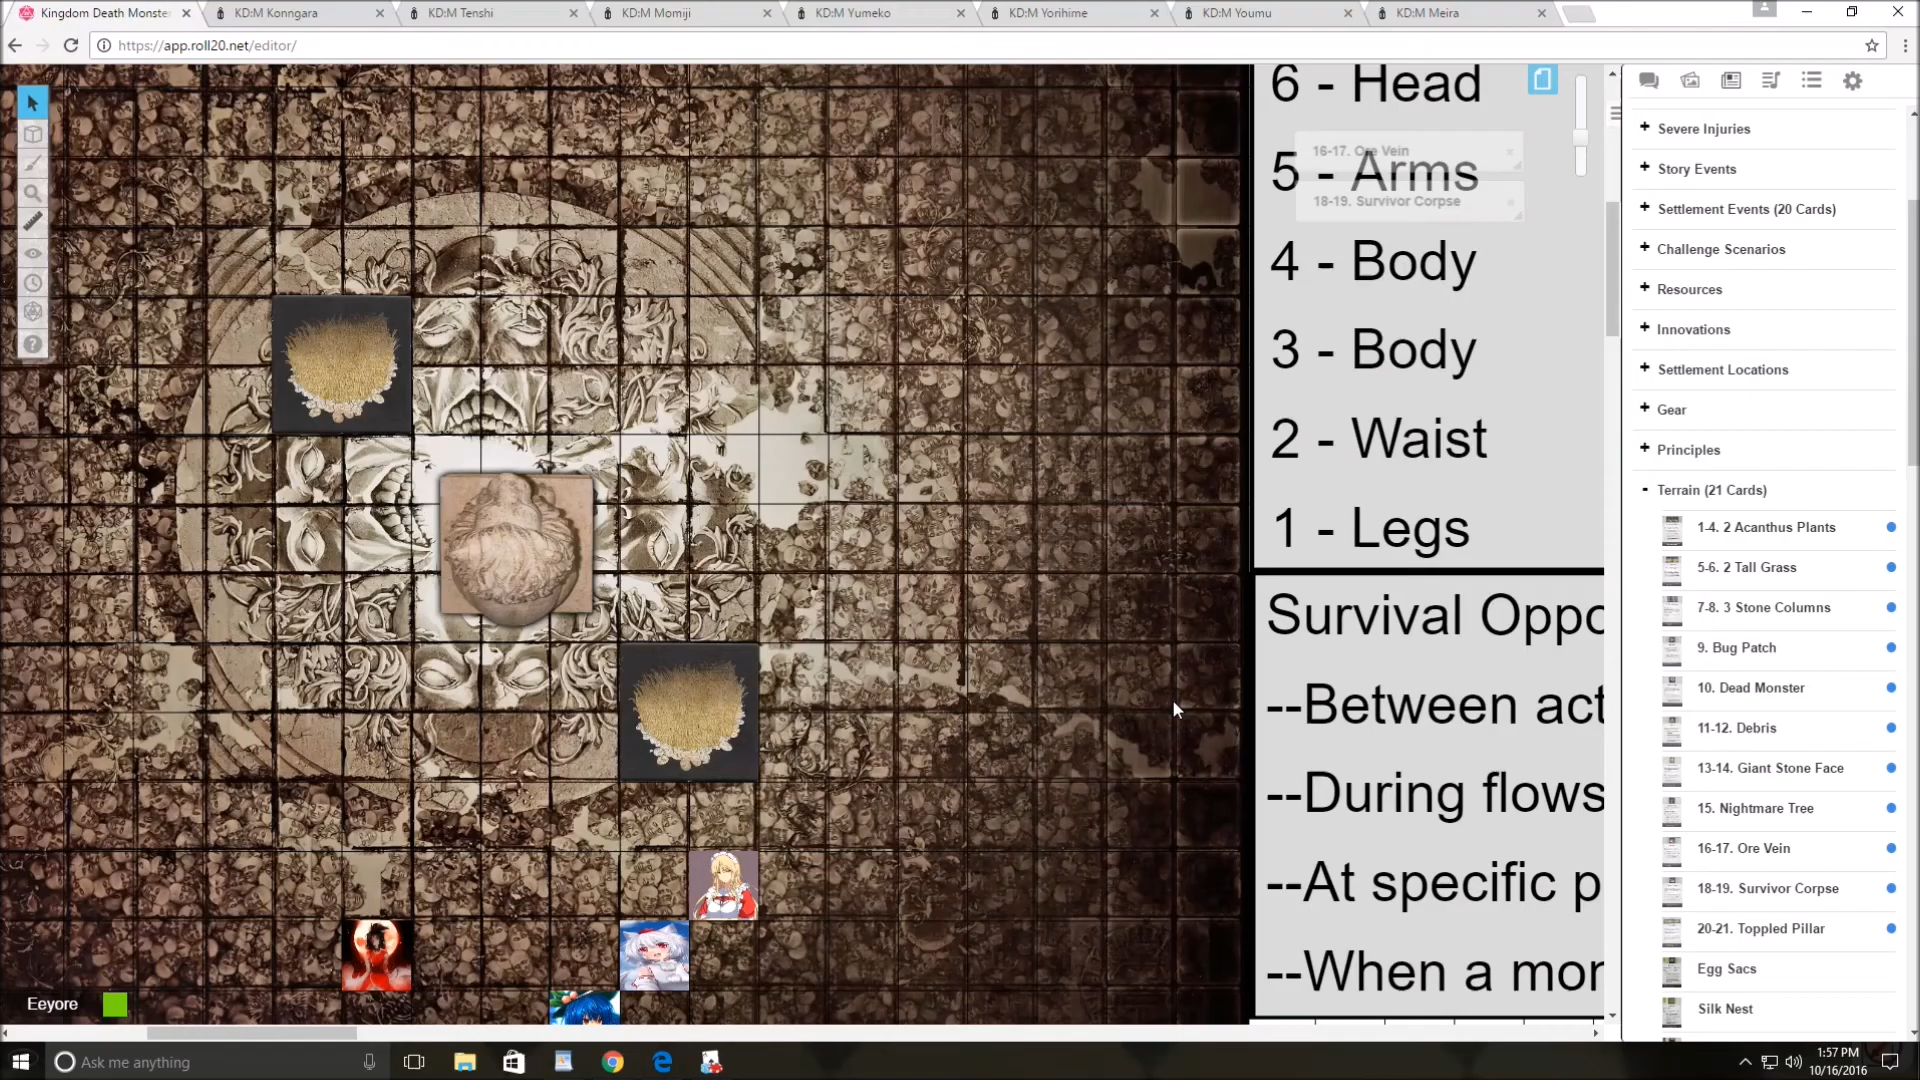 Kingdom Death Monster
KD:M Konngara
KD:M Tenshi
KD:M Momiji
KD:M Yumeko
KD:M Yorihime
KD:M Youmu
KD:M Meira
https://app.roll20.net/editor/
6 - Head
16-17. Ore Vein
5 - Arms
18-19. Survivor Corpse
4 - Body
3 - Body
2 - Waist
1 - Legs
Survival Oppo
--Between act
--During flows
--At specific p
--When a mor
Severe Injuries
Story Events
Settlement Events (20 Cards)
Challenge Scenarios
Resources
Innovations
Settlement Locations
Gear
Principles
Terrain (21 Cards)
1-4. 2 Acanthus Plants
5-6. 2 Tall Grass
7-8. 3 Stone Columns
9. Bug Patch
10. Dead Monster
11-12. Debris
13-14. Giant Stone Face
15. Nightmare Tree
16-17. Ore Vein
18-19. Survivor Corpse
20-21. Toppled Pillar
Egg Sacs
Silk Nest
Eeyore
Ask me anything
1:57 PM
10/16/2016